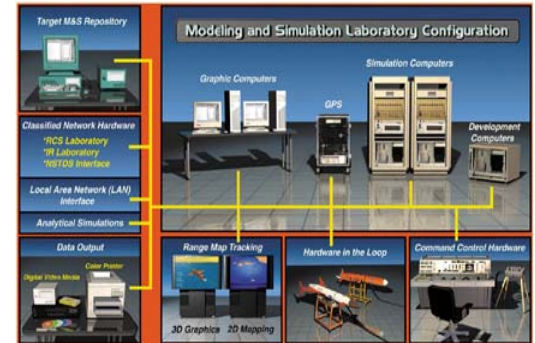 Target M&S Repository
Modeling and Simulation Laboratory Configuration
Graphic Computers
GPS
Simulation Computers
Development
Computers
Classified Network Hardware
*RCS Laboratory
*IR Laboratory
*NSTDS Interface
Local Area Network (LAN)
Interface
Analytical Simulations
Data Output
Digital Video Media
Color Printer
Range Map Tracking
3D Graphics
2D Mapping
Hardware in the Loop
Command Control Hardware